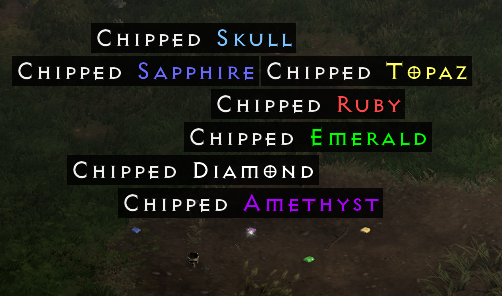 Chipped Skull
Chipped Sapphire
Chipped Topaz
Chipped Ruby
Chipped Emerald
Chipped Diamond
Chipped Amethyst